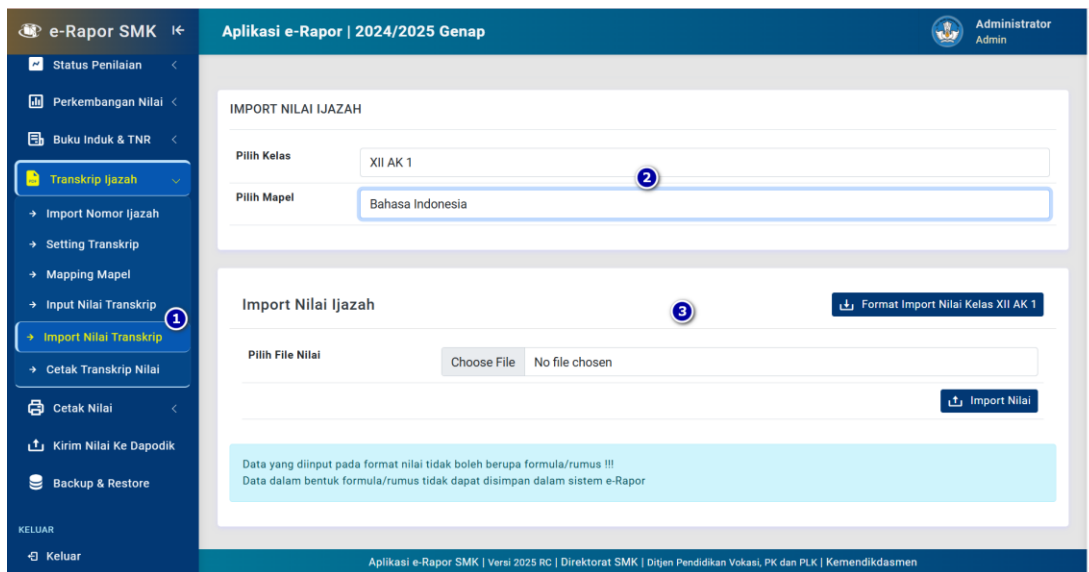 e-Rapor SMK
Aplikasi e-Rapor | 2024/2025 Genap
Administrator
Admin
Status Penilaian
Perkembangan Nilai
Buku Induk & TNR
Transkrip Ijazah
Import Nomor Ijazah
Setting Transkrip
Mapping Mapel
Input Nilai Transkrip
1
Import Nilai Transkrip
Cetak Transkrip Nilai
Cetak Nilai
Kirim Nilai Ke Dapodik
Backup & Restore
KELUAR
Keluar
IMPORT NILAI IJAZAH
Pilih Kelas
XII AK 1
2
Pilih Mapel
Bahasa Indonesia
Import Nilai Ijazah
3
Format Import Nilai Kelas XII AK 1
Pilih File Nilai
Choose File No file chosen
Import Nilai
Data yang diinput pada format nilai tidak boleh berupa formula/rumus !!!
Data dalam bentuk formula/rumus tidak dapat disimpan dalam sistem e-Rapor
Aplikasi e-Rapor SMK | Versi 2025 RC | Direktorat SMK | Ditjen Pendidikan Vokasi, PK dan PLK | Kemendikdasmen